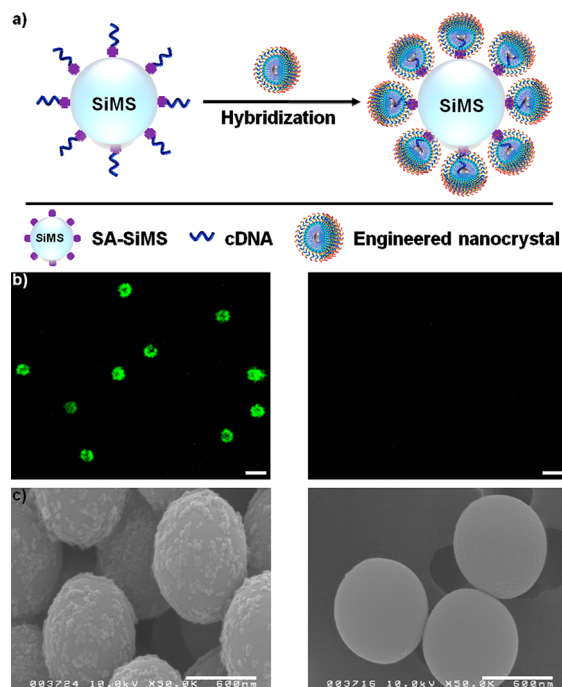 a)
SiMS
Hybridization
SiMS
SiMS SA-SiMS cDNA Engineered nanocrystal
b)
c)
003724 10.0kV X50.0K 600nm
003716 10.0kV X50.0K 600nm